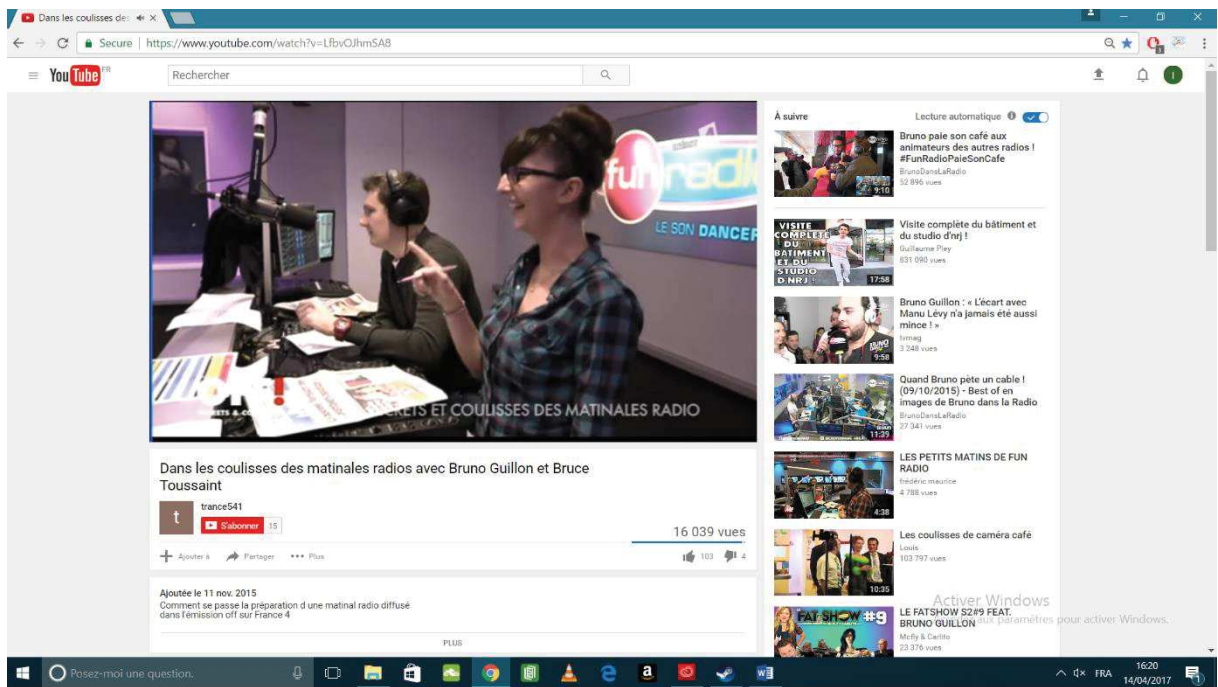 Dans les coulisses de
Secure | https://www.youtube.com/watch?v=LfbvOJhmSA8
YouTube FR
Rechercher
fun radio
LE SON DANCE
SECRETS ET COULISSES DES MATINALES RADIO
Dans les coulisses des matinales radios avec Bruno Guillon et Bruce
Toussaint
t
trance541
S'abonner 15
16 039 vues
Ajouter à Partager ••• Plus
103 4
Ajoutée le 11 nov. 2015
Comment se passe la préparation d une matinal radio diffusé
dans l'émission off sur France 4
PLUS
À suivre
Lecture automatique
Bruno paie son café aux
animateurs des autres radios !
#FunRadioPaieSonCafe
BrunoDansLaRadio
52 896 vues
9:10
VISITE
COMPLETE
DU
BATIMENT
ET DU
STUDIO
D NRJ !
17:58
Visite complète du bâtiment et
du studio d'nrj !
Guillaume Pley
631 090 vues
Bruno Guillon : « L'écart avec
Manu Lévy n'a jamais été aussi
mince ! »
tvmag
3 248 vues
9:58
Quand Bruno pète un cable !
(09/10/2015) - Best of en
images de Bruno dans la Radio
BrunoDansLaRadio
27 341 vues
11:39
LES PETITS MATINS DE FUN
RADIO
frédéric maurice
4 788 vues
4:38
Les coulisses de caméra café
Louis
103 797 vues
10:35
FAT SHOW #9
LE FATSHOW S2#9 FEAT.
BRUNO GUILLON
Mcfly & Carlito
23 376 vues
Activer Windows
aux paramètres pour activer Windows.
Posez-moi une question.
FRA
16:20
14/04/2017